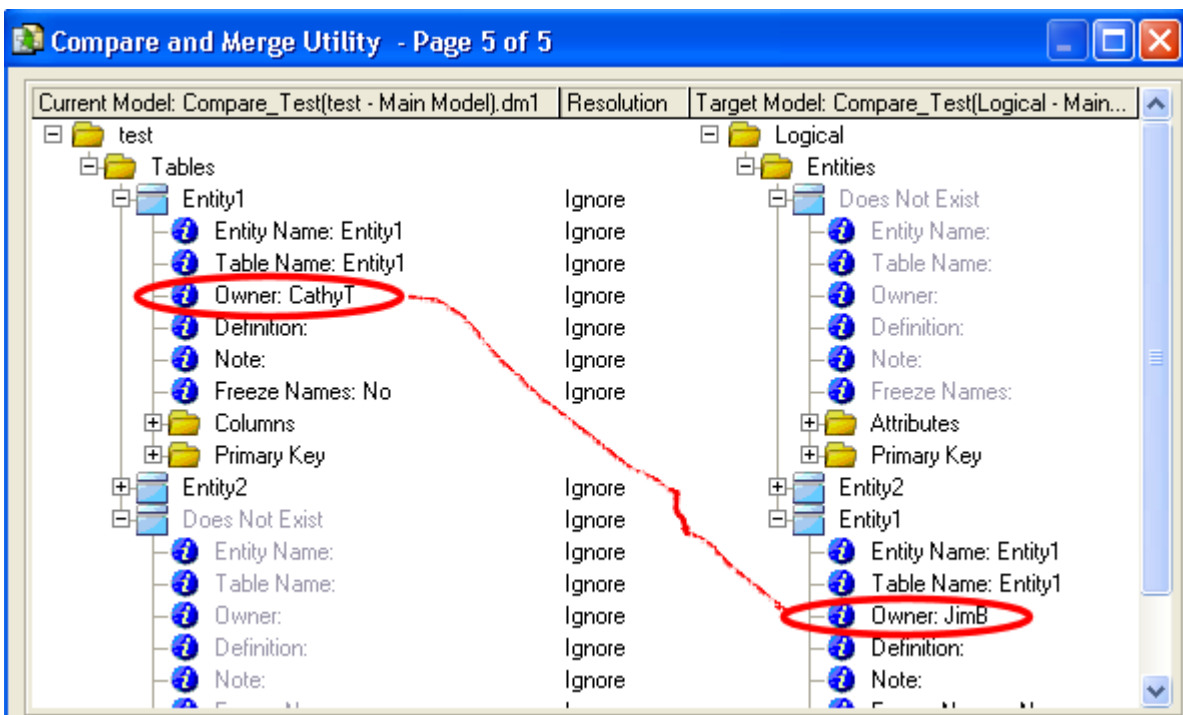 Compare and Merge Utility - Page 5 of 5
Current Model: Compare_Test(test - Main Model).dm1 Resolution Target Model: Compare_Test(Logical - Main...
test Logical
Tables Entities
Entity1 Ignore Does Not Exist
Entity Name: Entity1 Ignore Entity Name:
Table Name: Entity1 Ignore Table Name:
Owner: CathyT Ignore Owner:
Definition: Ignore Definition:
Note: Ignore Note:
Freeze Names: No Ignore Freeze Names:
Columns Attributes
Primary Key Primary Key
Entity2 Ignore Entity2
Does Not Exist Ignore Entity1
Entity Name: Ignore Entity Name: Entity1
Table Name: Ignore Table Name: Entity1
Owner: Ignore Owner: JimB
Definition: Ignore Definition:
Note: Ignore Note: